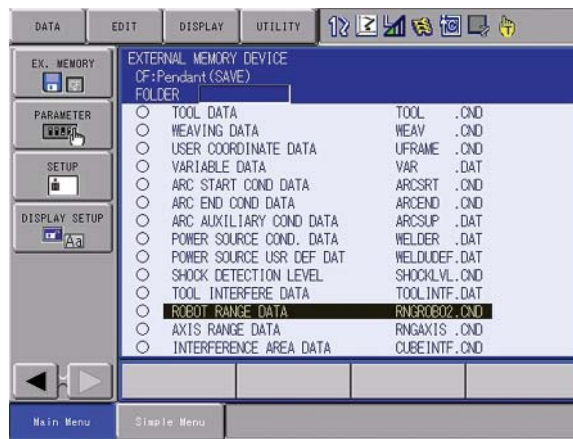 DATA EDIT DISPLAY UTILITY
EX. MEMORY
PARAMETER
SETUP
DISPLAY SETUP
Aa
EXTERNAL MEMORY DEVICE
CF:Pendant(SAVE)
FOLDER
TOOL DATA TOOL .CND
WEAVING DATA WEAV .CND
USER COORDINATE DATA UFRAME .CND
VARIABLE DATA VAR .DAT
ARC START COND DATA ARCSRT .CND
ARC END COND DATA ARCEND .CND
ARC AUXILIARY COND DATA ARCSUP .DAT
POWER SOURCE COND. DATA WELDER .DAT
POWER SOURCE USR DEF DAT WELDUDEF.DAT
SHOCK DETECTION LEVEL SHOCKLVL.CND
TOOL INTERFERE DATA TOOLINTF.DAT
ROBOT RANGE DATA RNGROBO2.CND
AXIS RANGE DATA RNGAXIS .CND
INTERFERENCE AREA DATA CUBEINTF.CND
Main Menu Simple Menu